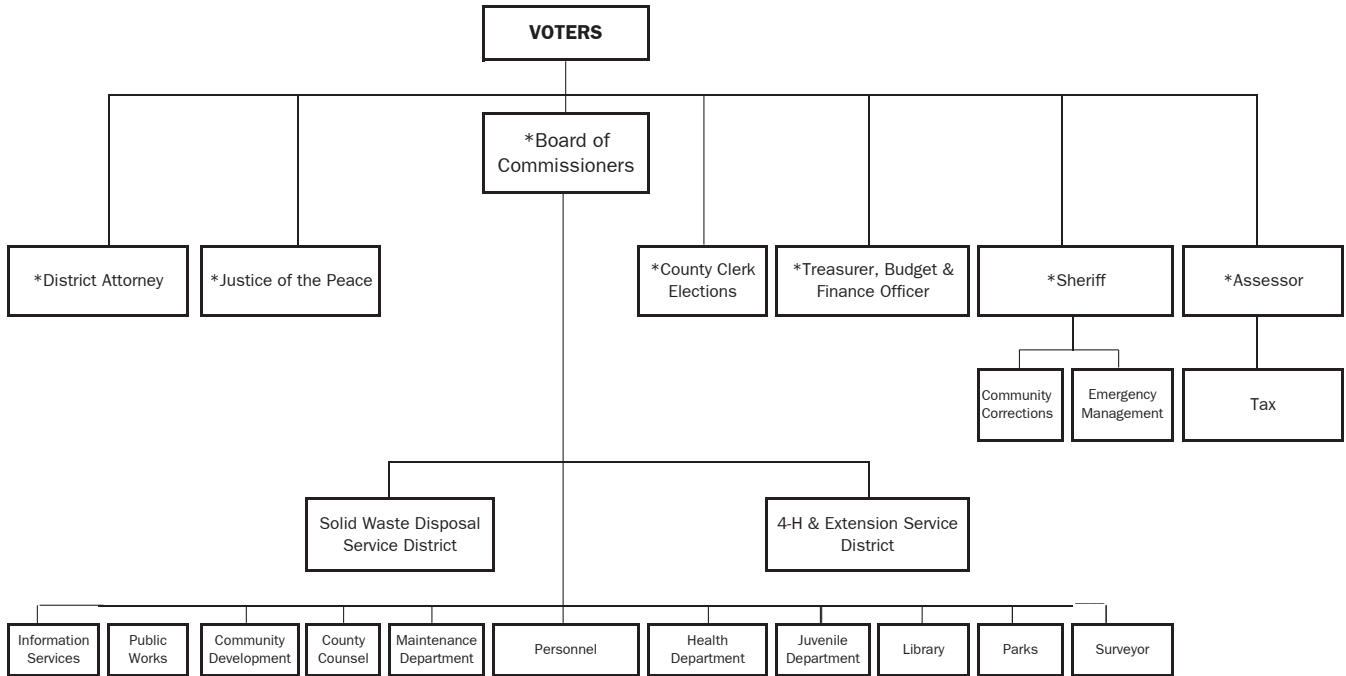 VOTERS
*Board of
Commissioners
*District Attorney
*Justice of the Peace
*County Clerk
Elections
*Treasurer, Budget &
Finance Officer
*Sheriff
*Assessor
Community
Corrections
Emergency
Management
Tax
Solid Waste Disposal
Service District
4-H & Extension Service
District
Information
Services
Public
Works
Community
Development
County
Counsel
Maintenance
Department
Personnel
Health
Department
Juvenile
Department
Library
Parks
Surveyor